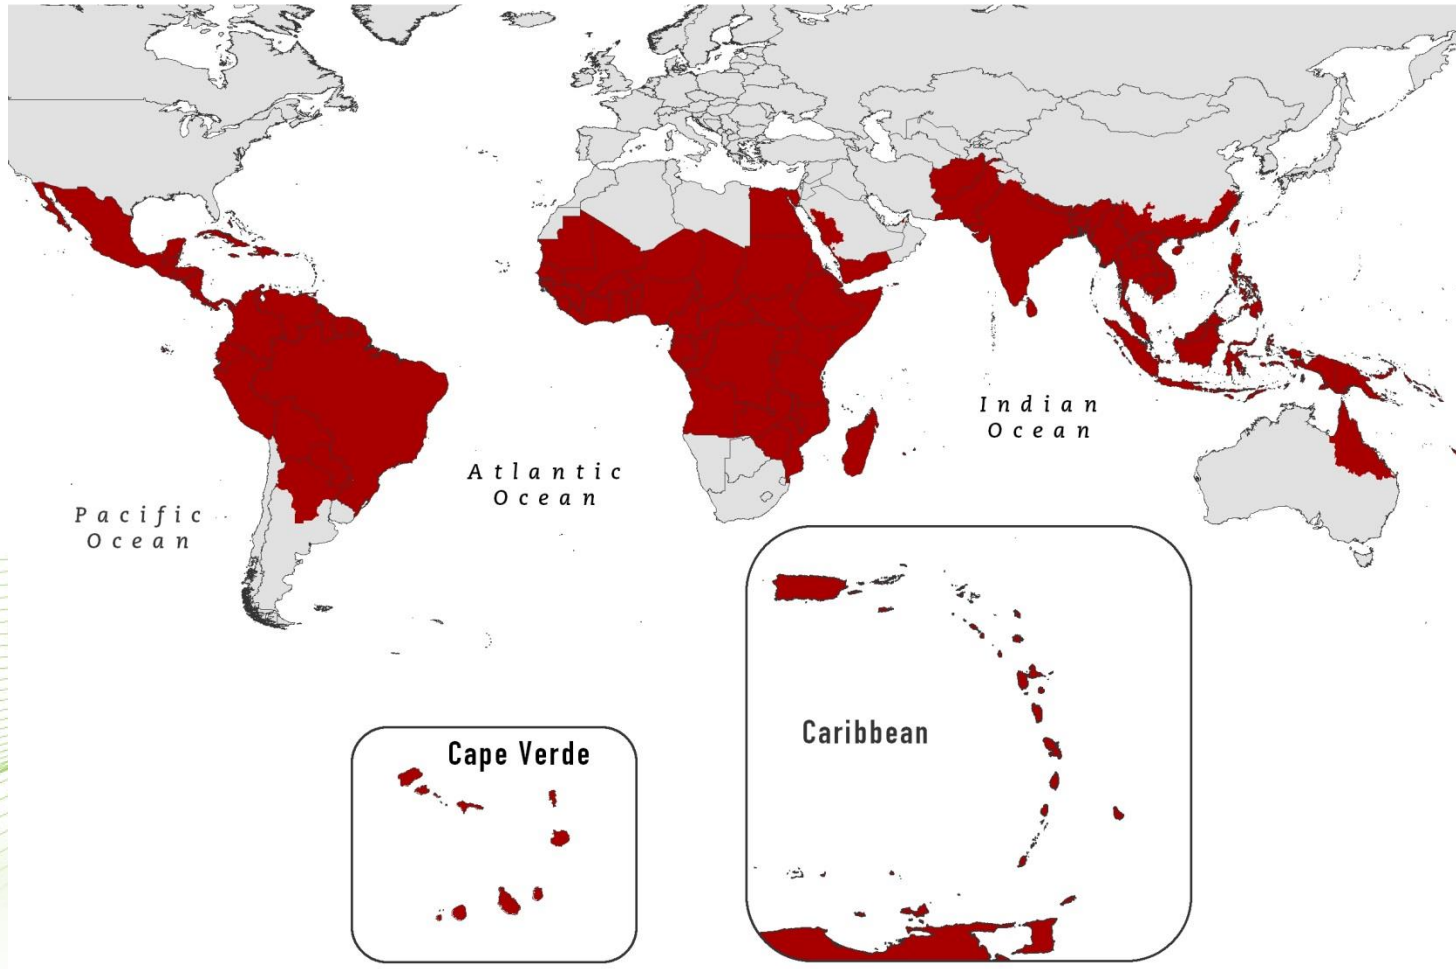 Indian
Ocean
Atlantic
Ocean
Pacific
Ocean
Cape Verde
Caribbean